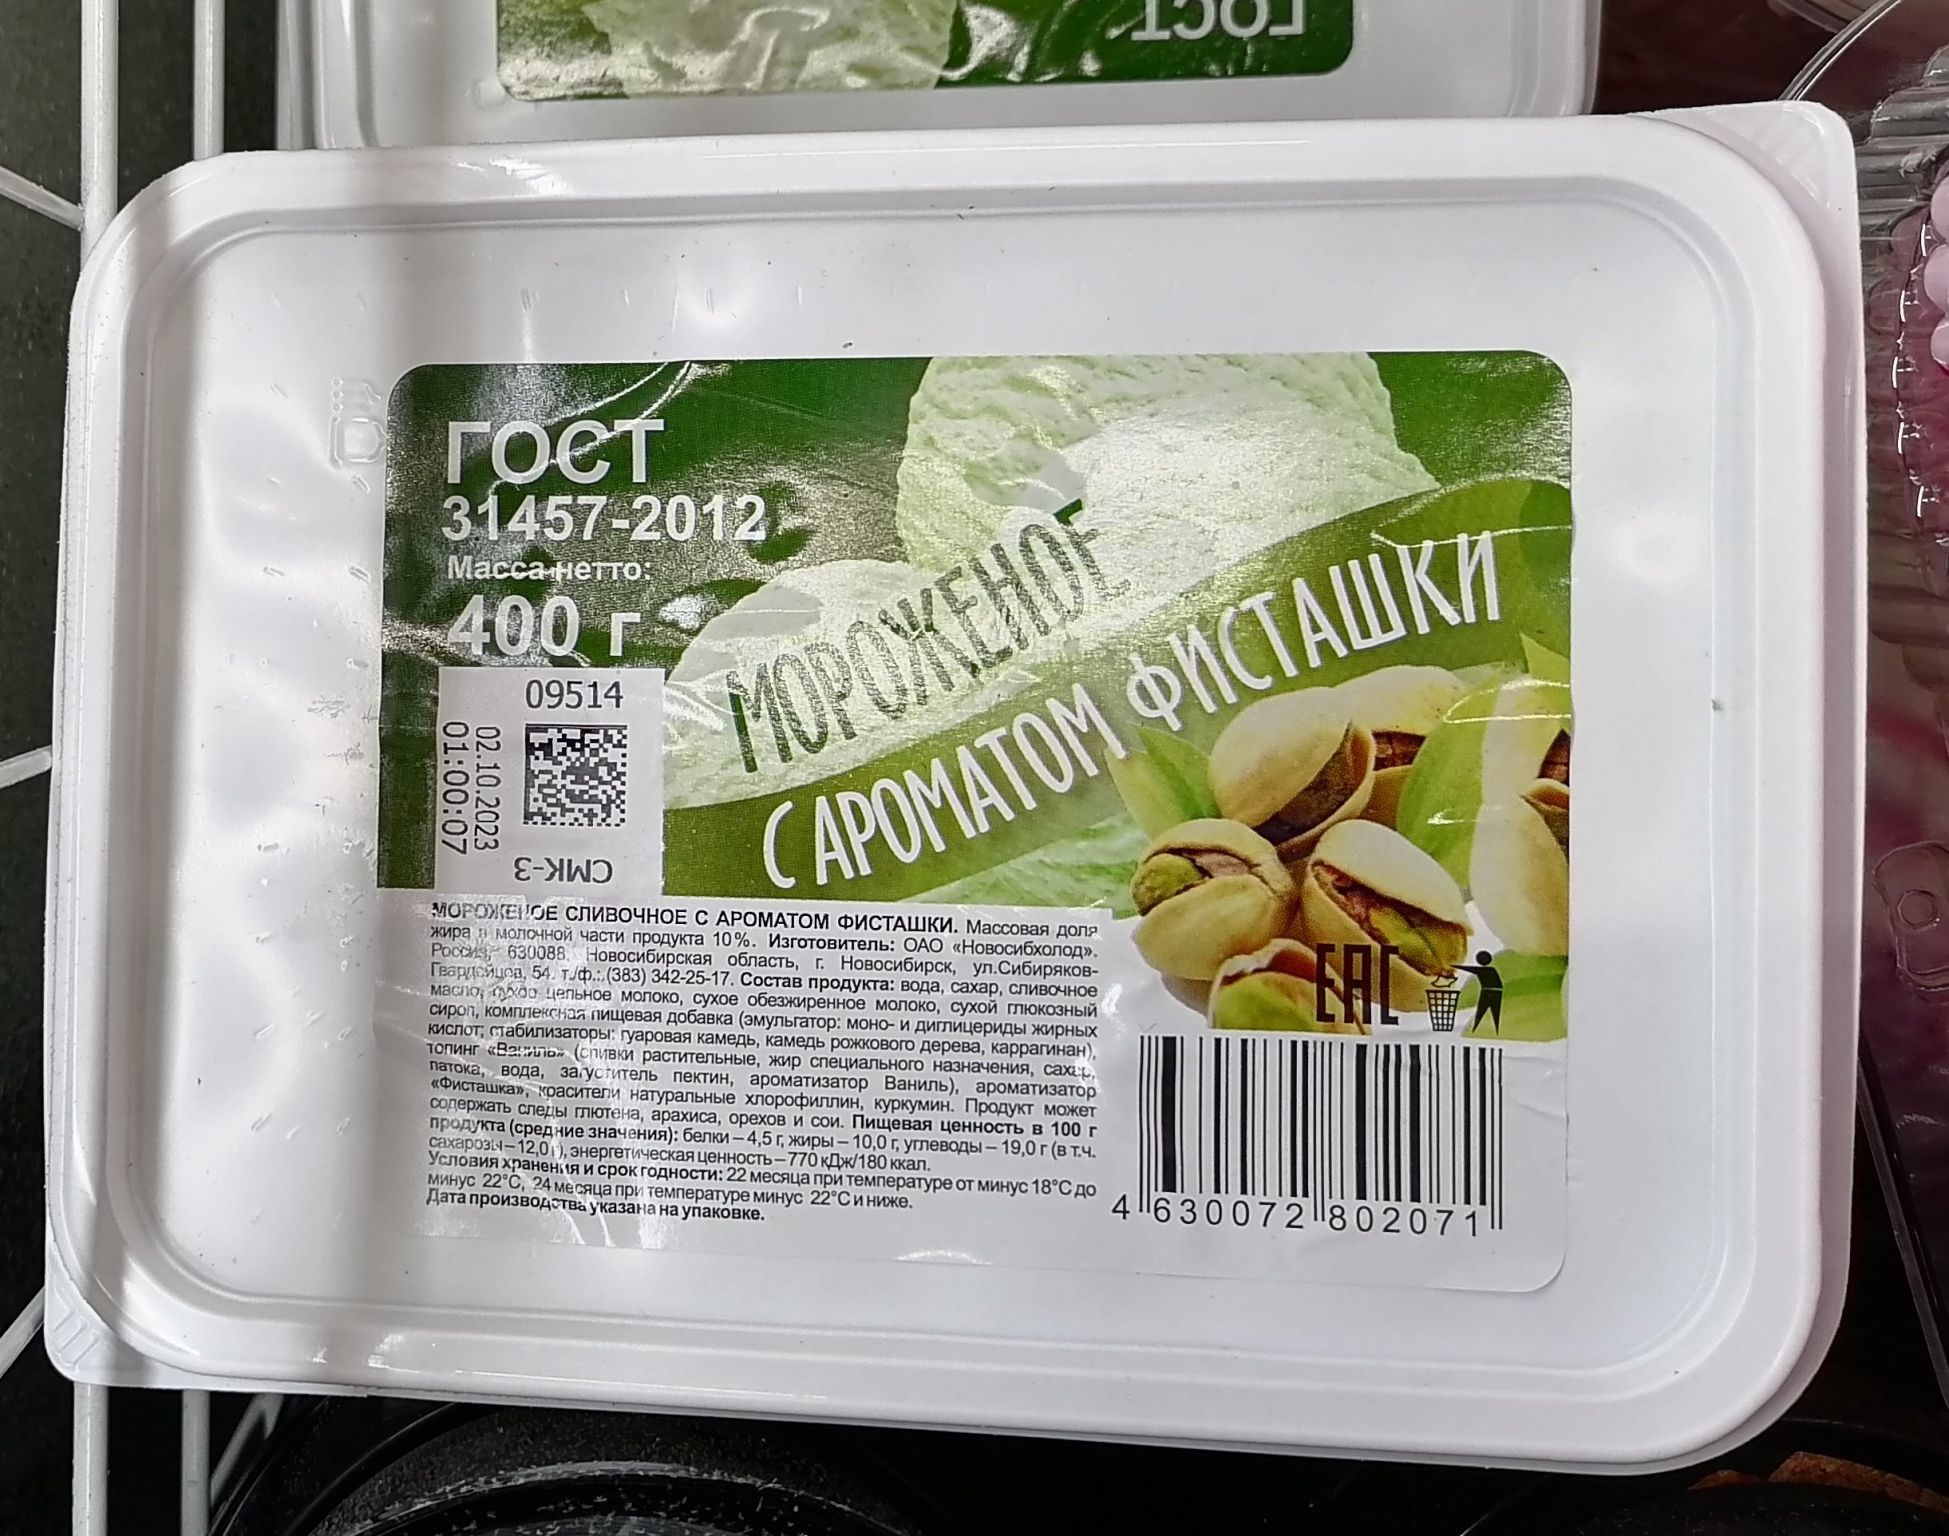 ГОСТ
ГОСТ
31457-2012
Масса нетто:
400 г
МОРОЖЕНОЕ
С АРОМАТОМ ФИСТАШКИ
09514
02.10.2023
01:00:07
СМК-3
МОРОЖЕНОЕ СЛИВОЧНОЕ С АРОМАТОМ ФИСТАШКИ. Массовая доля
жира в молочной части продукта 10%. Изготовитель: ОАО «Новосибхолод».
Россия, 630088, Новосибирская область, г. Новосибирск, ул.Сибиряков-
Гвардейцев, 54. т./ф.:.(383) 342-25-17. Состав продукта: вода, сахар, сливочное
масло, сухое цельное молоко, сухое обезжиренное молоко, сухой глюкозный
сироп, комплексная пищевая добавка (эмульгатор: моно- и диглицериды жирных
кислот; стабилизаторы: гуаровая камедь, камедь рожкового дерева, каррагинан),
топинг «Ваниль» (сливки растительные, жир специального назначения, сахар,
патока, вода, загуститель пектин, ароматизатор Ваниль), ароматизатор
«Фисташка», красители натуральные хлорофиллин, куркумин. Продукт может
содержать следы глютена, арахиса, орехов и сои. Пищевая ценность в 100 г
продукта (средние значения): белки – 4,5 г, жиры – 10,0 г, углеводы – 19,0 г (в т.ч.
сахарозы – 12,0 г), энергетическая ценность – 770 кДж/180 ккал.
Условия хранения и срок годности: 22 месяца при температуре от минус 18°С до
минус 22°С, 24 месяца при температуре минус 22°С и ниже.
Дата производства указана на упаковке.
ЕАС
4 630072 802071